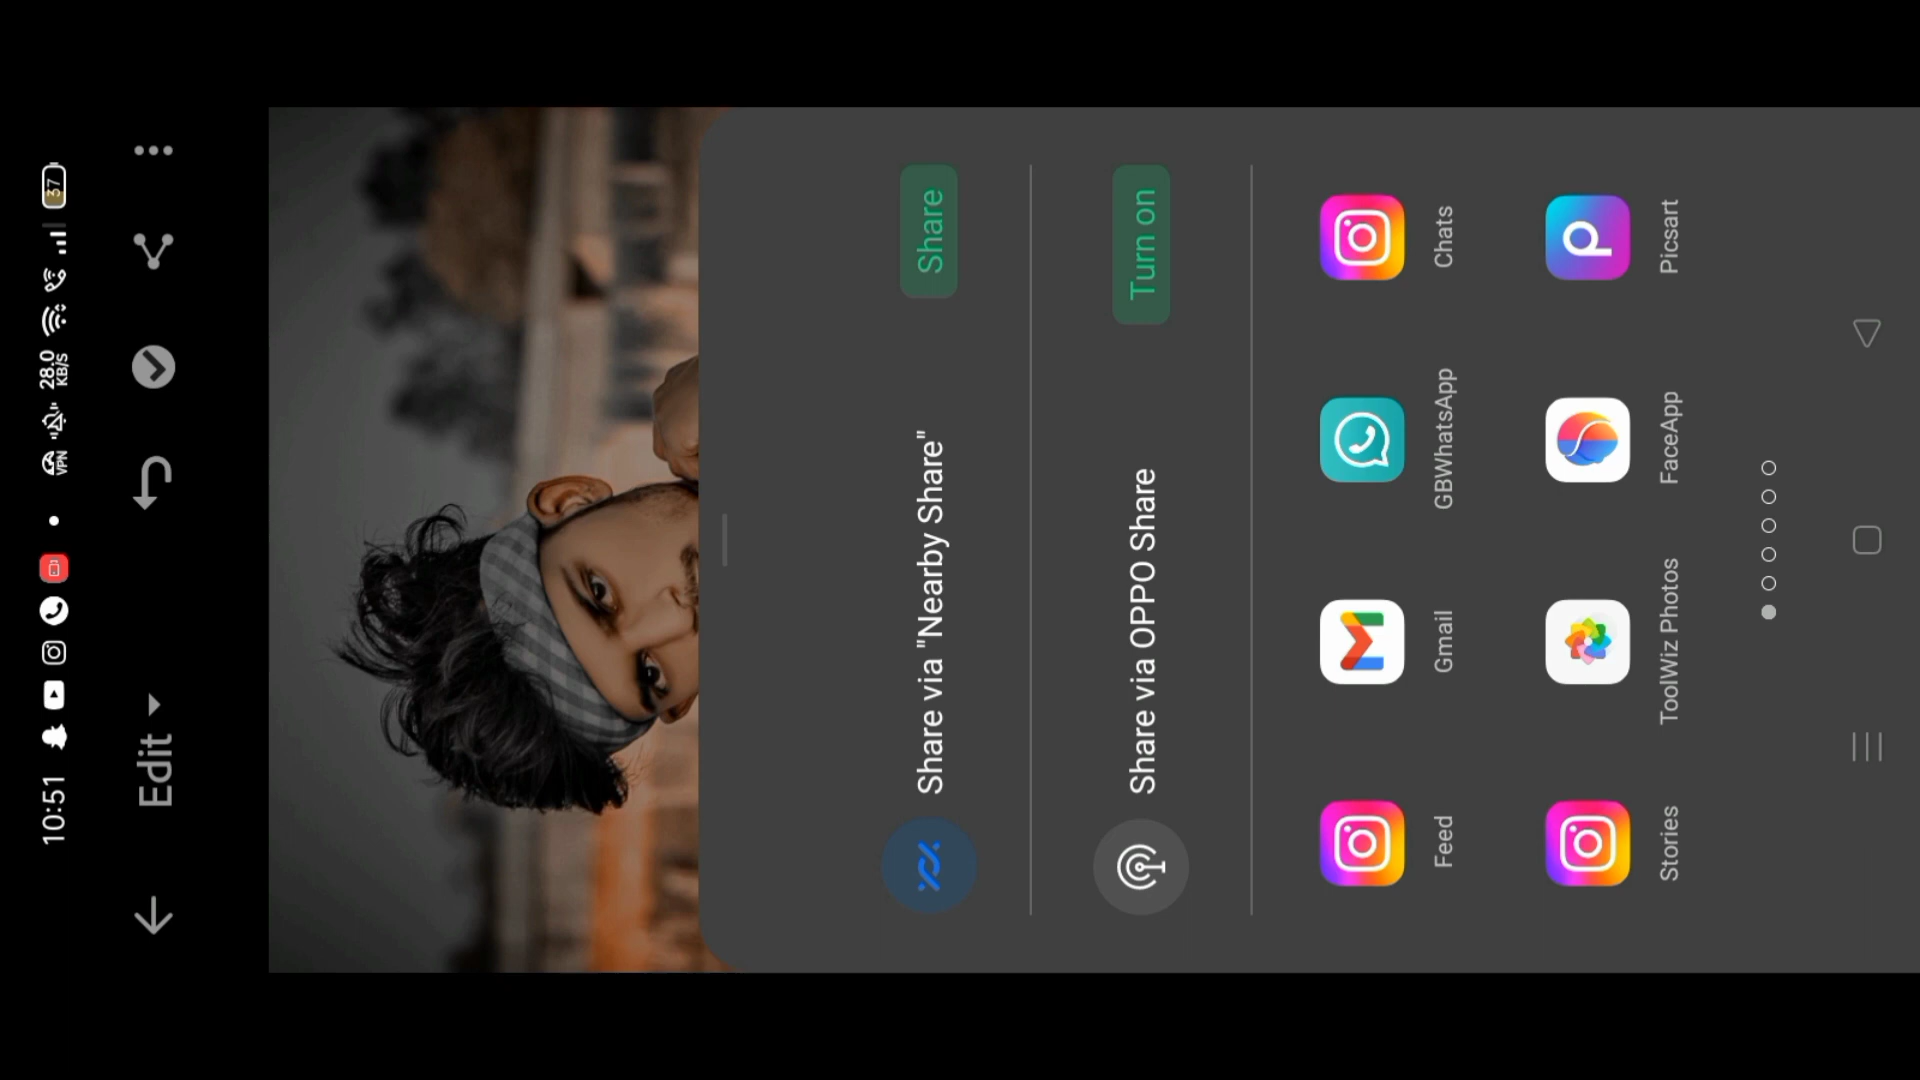 10:51 VPN 28.0 KB/S 37
Edit
Share via "Nearby Share" Share
Share via OPPO Share Turn on
Feed Gmail GBWhatsApp Chats
Stories ToolWiz Photos FaceApp Picsart